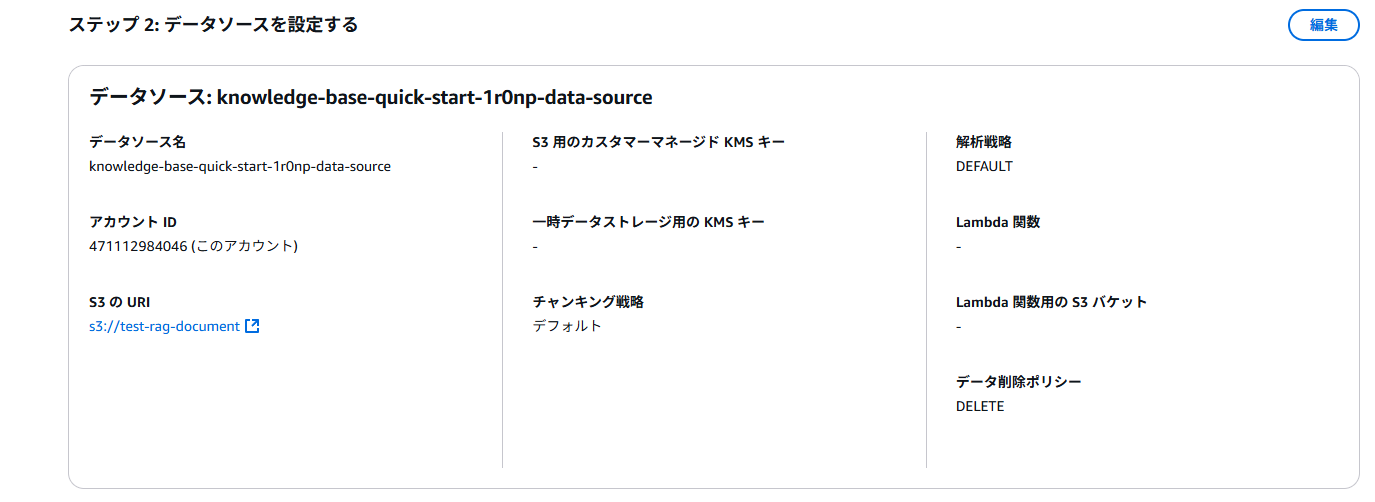 ステップ 2: データソースを設定する
編集
データソース: knowledge-base-quick-start-1r0np-data-source
データソース名
knowledge-base-quick-start-1r0np-data-source
アカウント ID
471112984046 (このアカウント)
S3 の URI
s3://test-rag-document
S3 用のカスタマーマネージド KMS キー
-
一時データストレージ用の KMS キー
-
チャンキング戦略
デフォルト
解析戦略
DEFAULT
Lambda 関数
-
Lambda 関数用の S3 バケット
-
データ削除ポリシー
DELETE